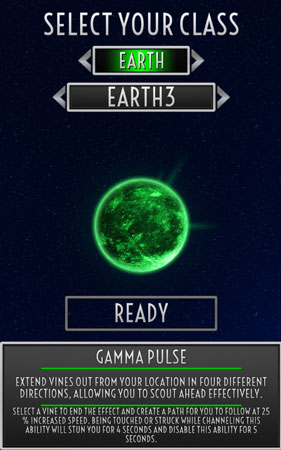 SELECT YOUR CLASS
EARTH
EARTH3
READY
GAMMA PULSE
EXTEND VINES OUT FROM YOUR LOCATION IN FOUR DIFFERENT
DIRECTIONS, ALLOWING YOU TO SCOUT AHEAD EFFECTIVELY.
SELECT A VINE TO END THE EFFECT AND CREATE A PATH FOR YOU TO FOLLOW AT 25
% INCREASED SPEED. BEING TOUCHED OR STRUCK WHILE CHANNELING THIS
ABILITY WILL STUN YOU FOR 4 SECONDS AND DISABLE THIS ABILITY FOR 5
SECONDS.